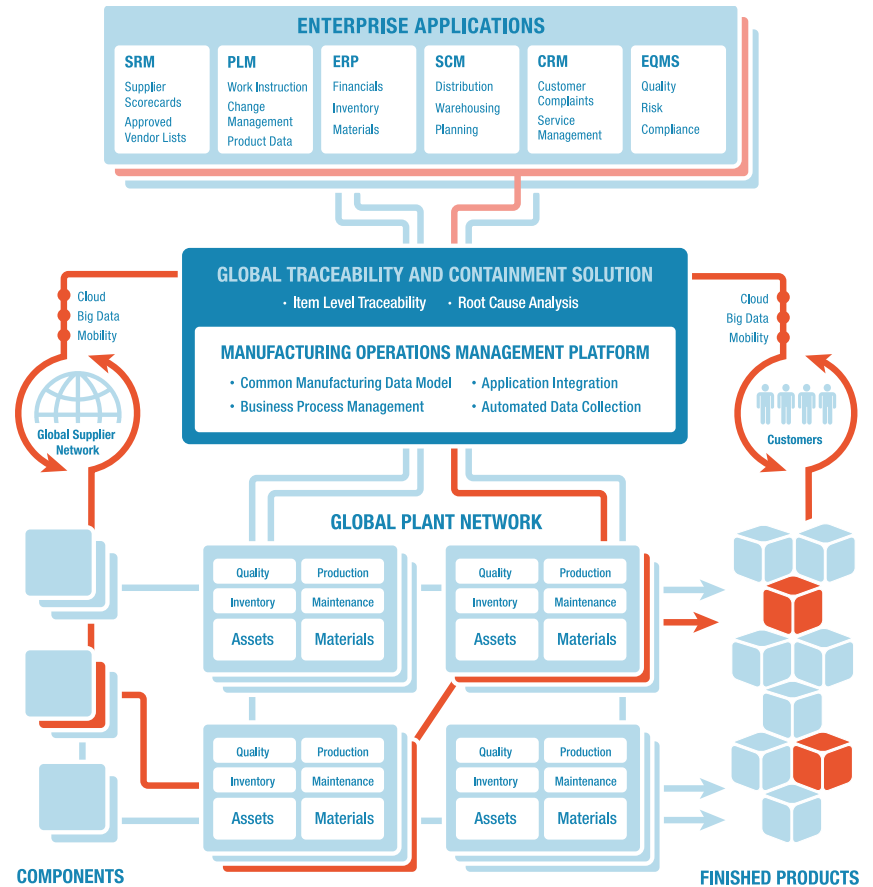 ENTERPRISE APPLICATIONS
SRM
Supplier
Scorecards
Approved
Vendor Lists
PLM
Work Instruction
Change
Management
Product Data
ERP
Financials
Inventory
Materials
SCM
Distribution
Warehousing
Planning
CRM
Customer
Complaints
Service
Management
EQMS
Quality
Risk
Compliance
GLOBAL TRACEABILITY AND CONTAINMENT SOLUTION
· Item Level Traceability · Root Cause Analysis
MANUFACTURING OPERATIONS MANAGEMENT PLATFORM
• Common Manufacturing Data Model • Application Integration
• Business Process Management • Automated Data Collection
Cloud
Big Data
Mobility
Global Supplier
Network
Cloud
Big Data
Mobility
Customers
GLOBAL PLANT NETWORK
Quality Production
Inventory Maintenance
Assets Materials
Quality Production
Inventory Maintenance
Assets Materials
Quality Production
Inventory Maintenance
Assets Materials
Quality Production
Inventory Maintenance
Assets Materials
COMPONENTS
FINISHED PRODUCTS